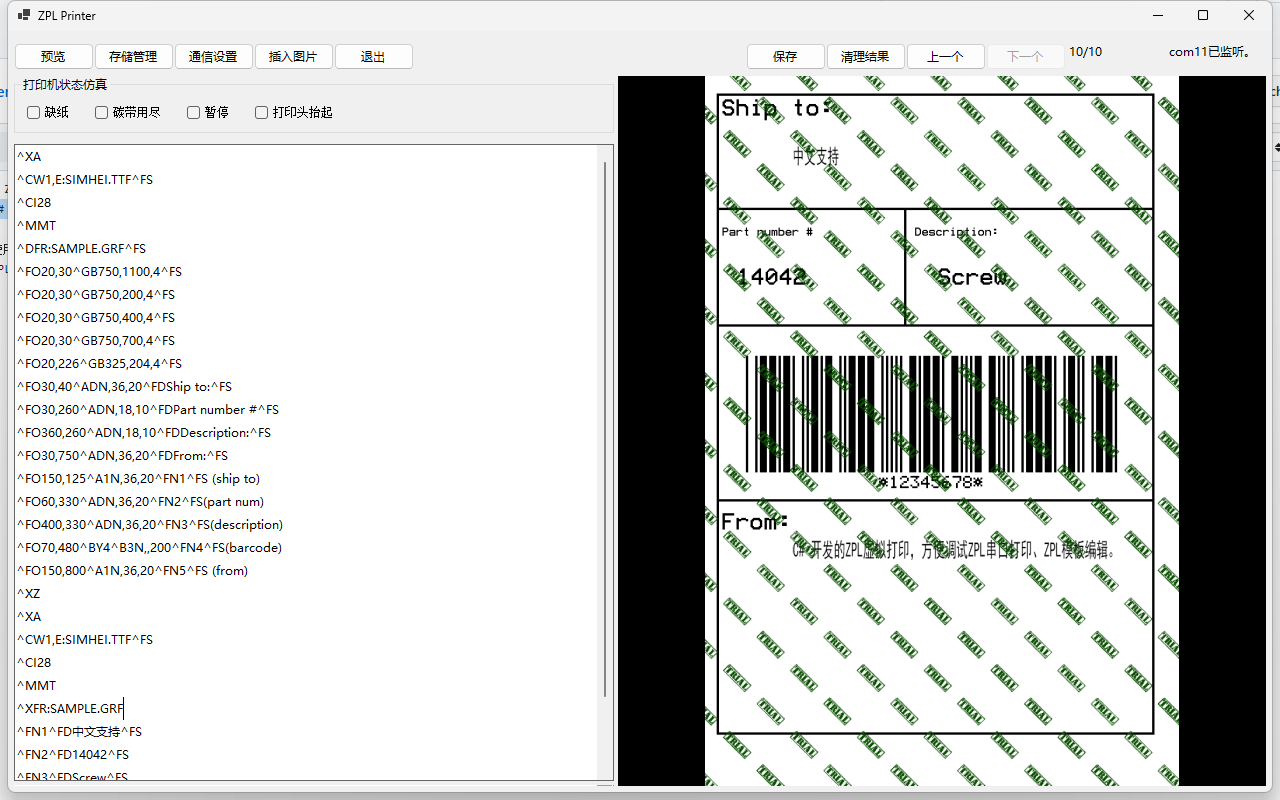 ZPL Printer
预览 存储管理 通信设置 插入图片 退出 保存 清理结果 上一个 下一个 10/10 com11已监听。
打印机状态仿真
缺纸 碳带用尽 暂停 打印头抬起
^XA
^CW1,E:SIMHEI.TTF^FS
^CI28
^MMT
^DFR:SAMPLE.GRF^FS
^FO20,30^GB750,1100,4^FS
^FO20,30^GB750,200,4^FS
^FO20,30^GB750,400,4^FS
^FO20,30^GB750,700,4^FS
^FO20,226^GB325,204,4^FS
^FO30,40^ADN,36,20^FDShip to:^FS
^FO30,260^ADN,18,10^FDPart number #^FS
^FO360,260^ADN,18,10^FDDescription:^FS
^FO30,750^ADN,36,20^FDFrom:^FS
^FO150,125^A1N,36,20^FN1^FS (ship to)
^FO60,330^ADN,36,20^FN2^FS(part num)
^FO400,330^ADN,36,20^FN3^FS(description)
^FO70,480^BY4^B3N,,200^FN4^FS(barcode)
^FO150,800^A1N,36,20^FN5^FS (from)
^XZ
^XA
^CW1,E:SIMHEI.TTF^FS
^CI28
^MMT
^XFR:SAMPLE.GRF
^FN1^FD中文支持^FS
^FN2^FD14042^FS
^FN3^FDScrew^FS
Ship to:
中文支持
Part number # Description:
14042 Screw
*12345678*
From:
C# 开发的ZPL虚拟打印，方便调试ZPL串口打印、ZPL模板编辑。
TRIAL